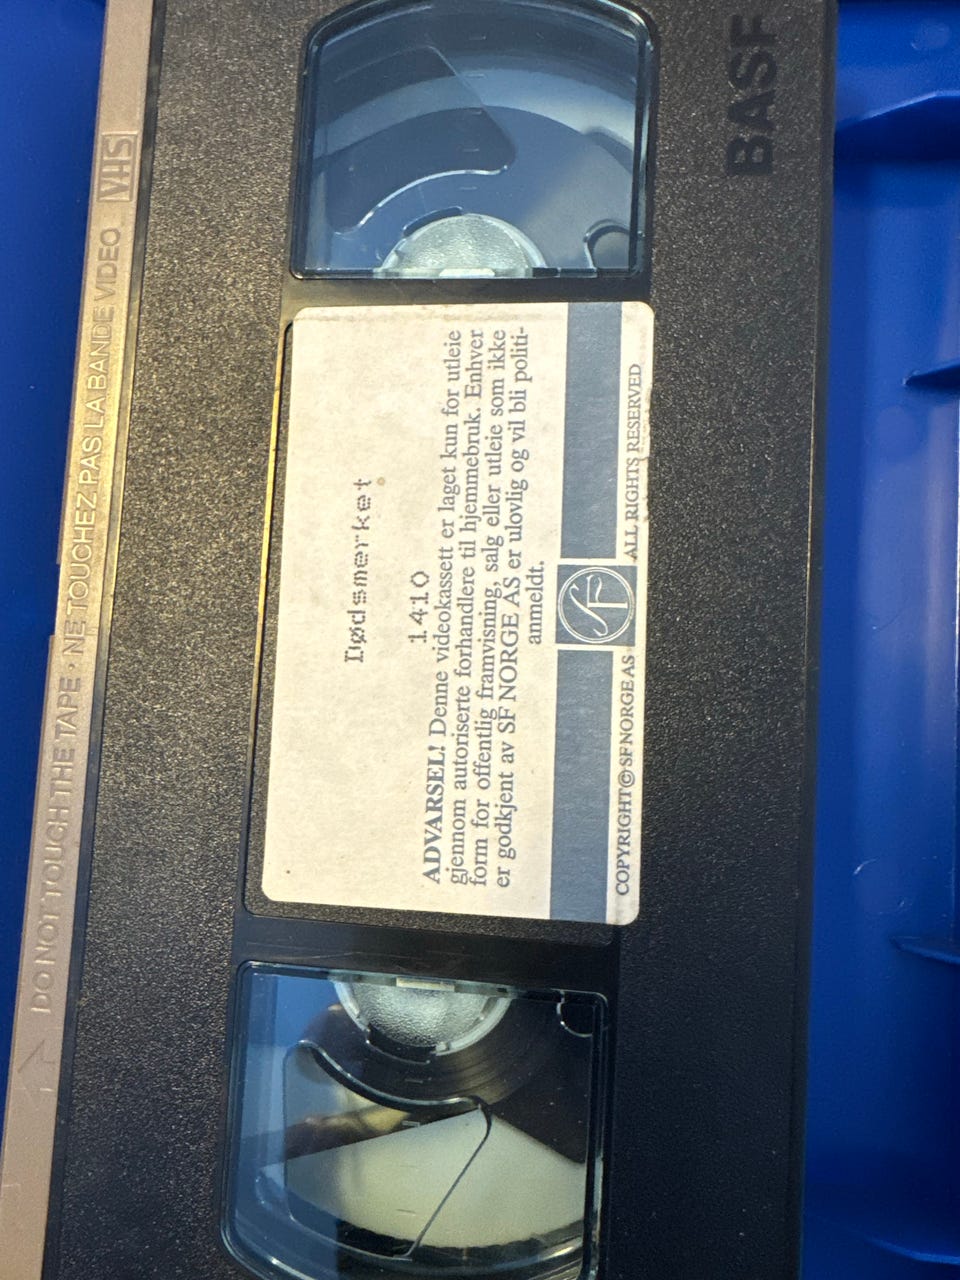 DO NOT TOUCH THE TAPE · NE TOUCHEZ PAS LA BANDE VIDEO VHS
Dødsmerket
1410
ADVARSEL! Denne videokassett er laget kun for utleie
gjennom autoriserte forhandlere til hjemmebruk. Enhver
form for offentlig framvisning, salg eller utleie som ikke
er godkjent av SF NORGE AS er ulovlig og vil bli politi-
anmeldt.
SF
COPYRIGHT © SF NORGE AS ALL RIGHTS RESERVED
BASF